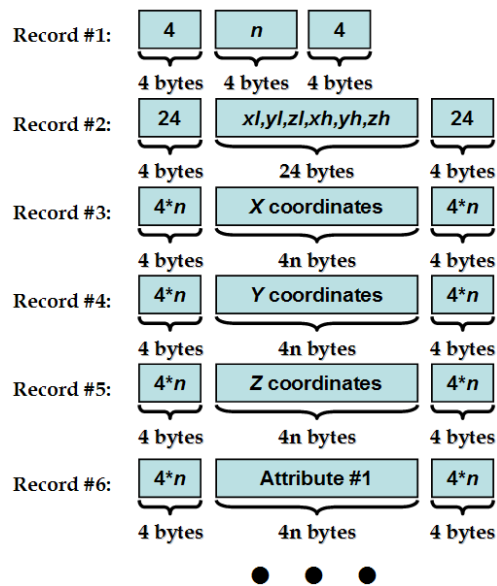 Record #1: 4 n 4
4 bytes 4 bytes 4 bytes
Record #2: 24 xl,yl,zl,xh,yh,zh 24
4 bytes 24 bytes 4 bytes
Record #3: 4*n X coordinates 4*n
4 bytes 4n bytes 4 bytes
Record #4: 4*n Y coordinates 4*n
4 bytes 4n bytes 4 bytes
Record #5: 4*n Z coordinates 4*n
4 bytes 4n bytes 4 bytes
Record #6: 4*n Attribute #1 4*n
4 bytes 4n bytes 4 bytes
● ● ●